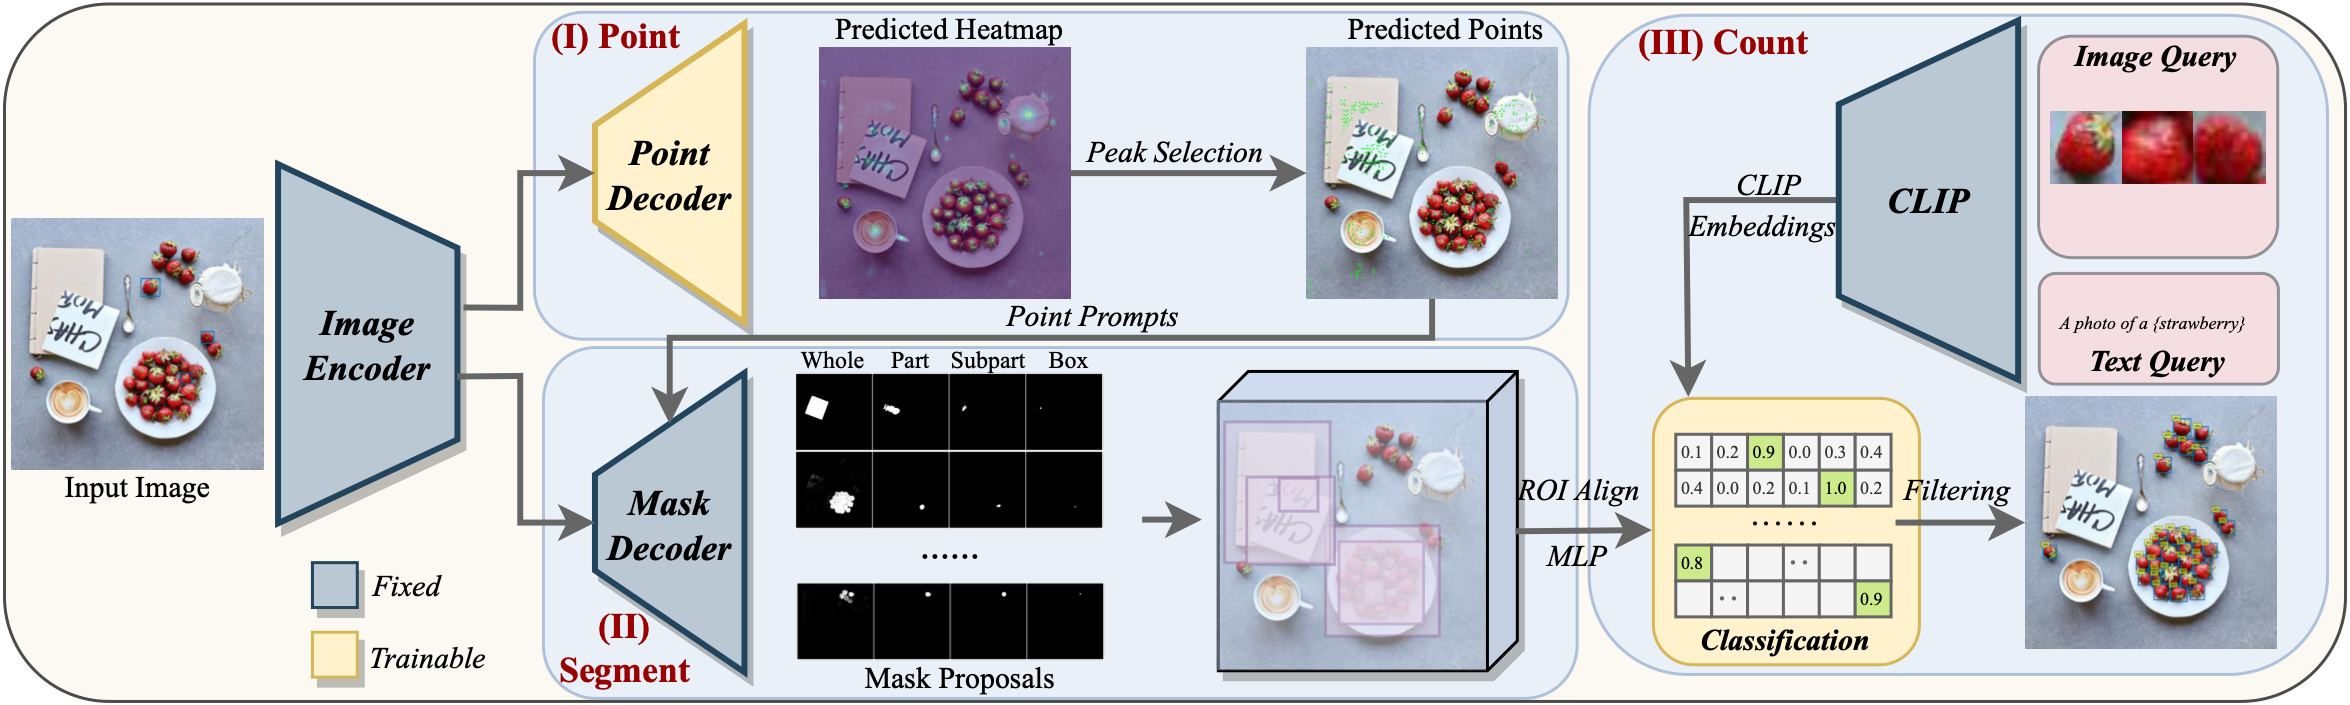 Input Image
Image
Encoder
Fixed
Trainable
(I) Point
Point
Decoder
Predicted Heatmap
Peak Selection
Predicted Points
Point Prompts
(II)
Segment
Mask
Decoder
Whole Part Subpart Box
......
Mask Proposals
ROI Align
MLP
(III) Count
CLIP
Embeddings
CLIP
Image Query
A photo of a {strawberry}
Text Query
0.1 0.2 0.9 0.0 0.3 0.4
0.4 0.0 0.2 0.1 1.0 0.2
......
0.8 ..
.. 0.9
Classification
Filtering